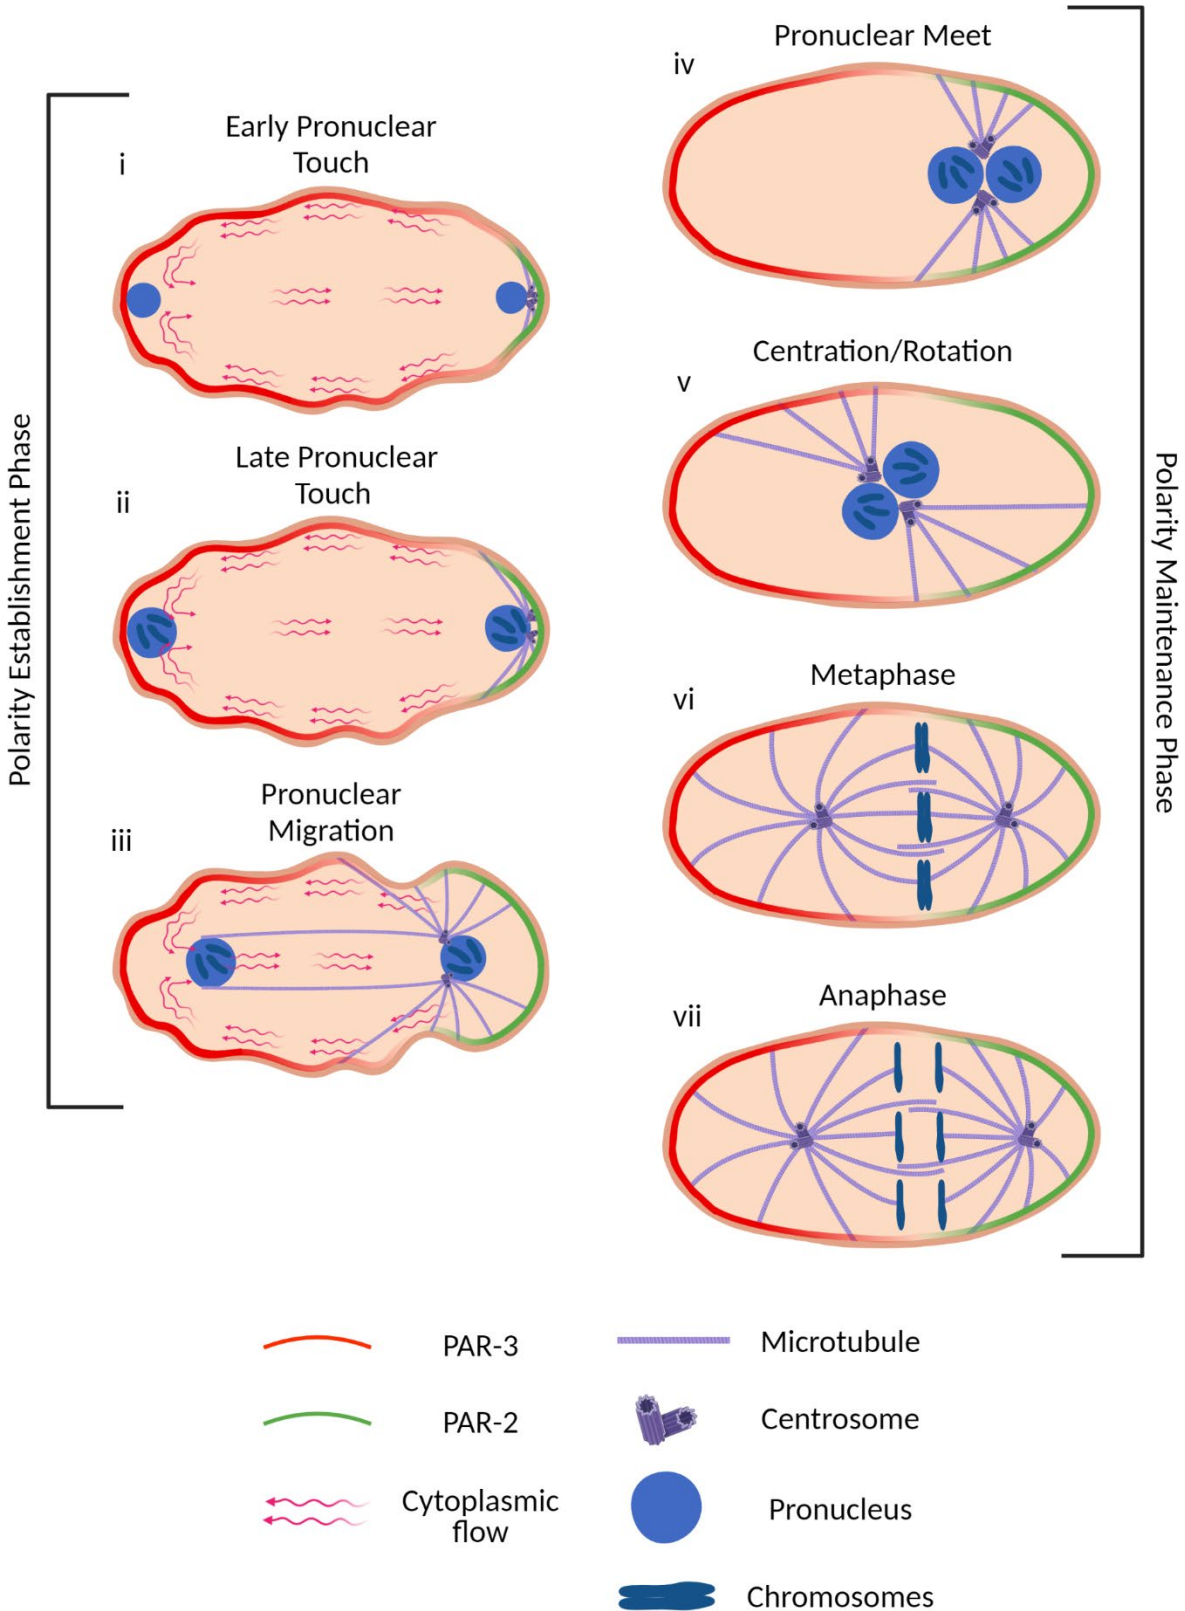 Polarity Establishment Phase
i
Early Pronuclear
Touch
ii
Late Pronuclear
Touch
iii
Pronuclear
Migration
iv
Pronuclear Meet
v
Centration/Rotation
vi
Metaphase
vii
Anaphase
Polarity Maintenance Phase
PAR-3
PAR-2
Cytoplasmic
flow
Microtubule
Centrosome
Pronucleus
Chromosomes